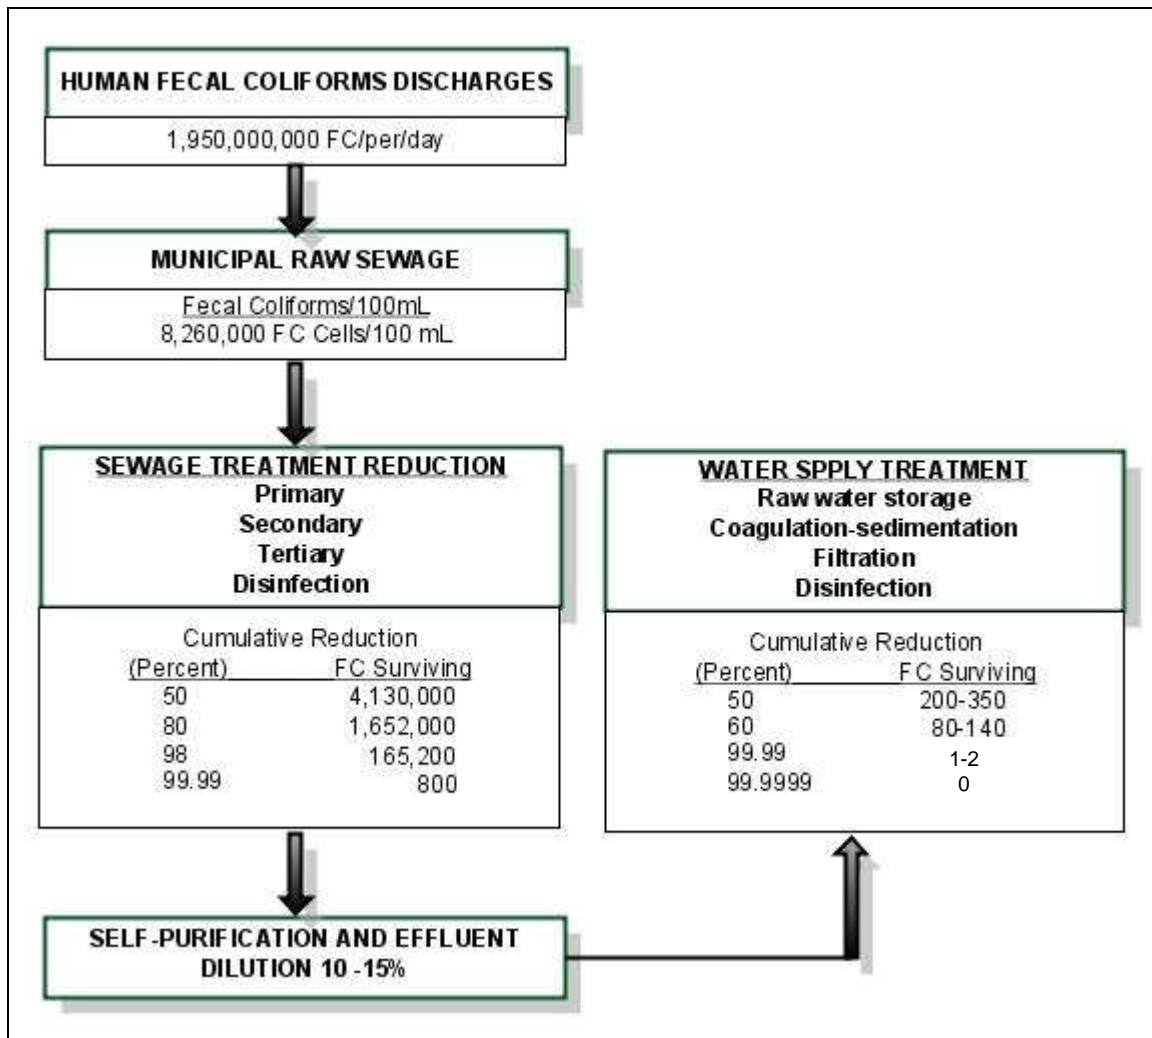 HUMAN FECAL COLIFORMS DISCHARGES
1,950,000,000 FC/per/day
MUNICIPAL RAW SEWAGE
Fecal Coliforms/100mL
8,260,000 FC Cells/100 mL
SEWAGE TREATMENT REDUCTION
Primary
Secondary
Tertiary
Disinfection
Cumulative Reduction
(Percent) FC Surviving
50 4,130,000
80 1,652,000
98 165,200
99.99 800
SELF-PURIFICATION AND EFFLUENT
DILUTION 10 -15%
WATER SPPLY TREATMENT
Raw water storage
Coagulation-sedimentation
Filtration
Disinfection
Cumulative Reduction
(Percent) FC Surviving
50 200-350
60 80-140
99.99 1-2
99.9999 0